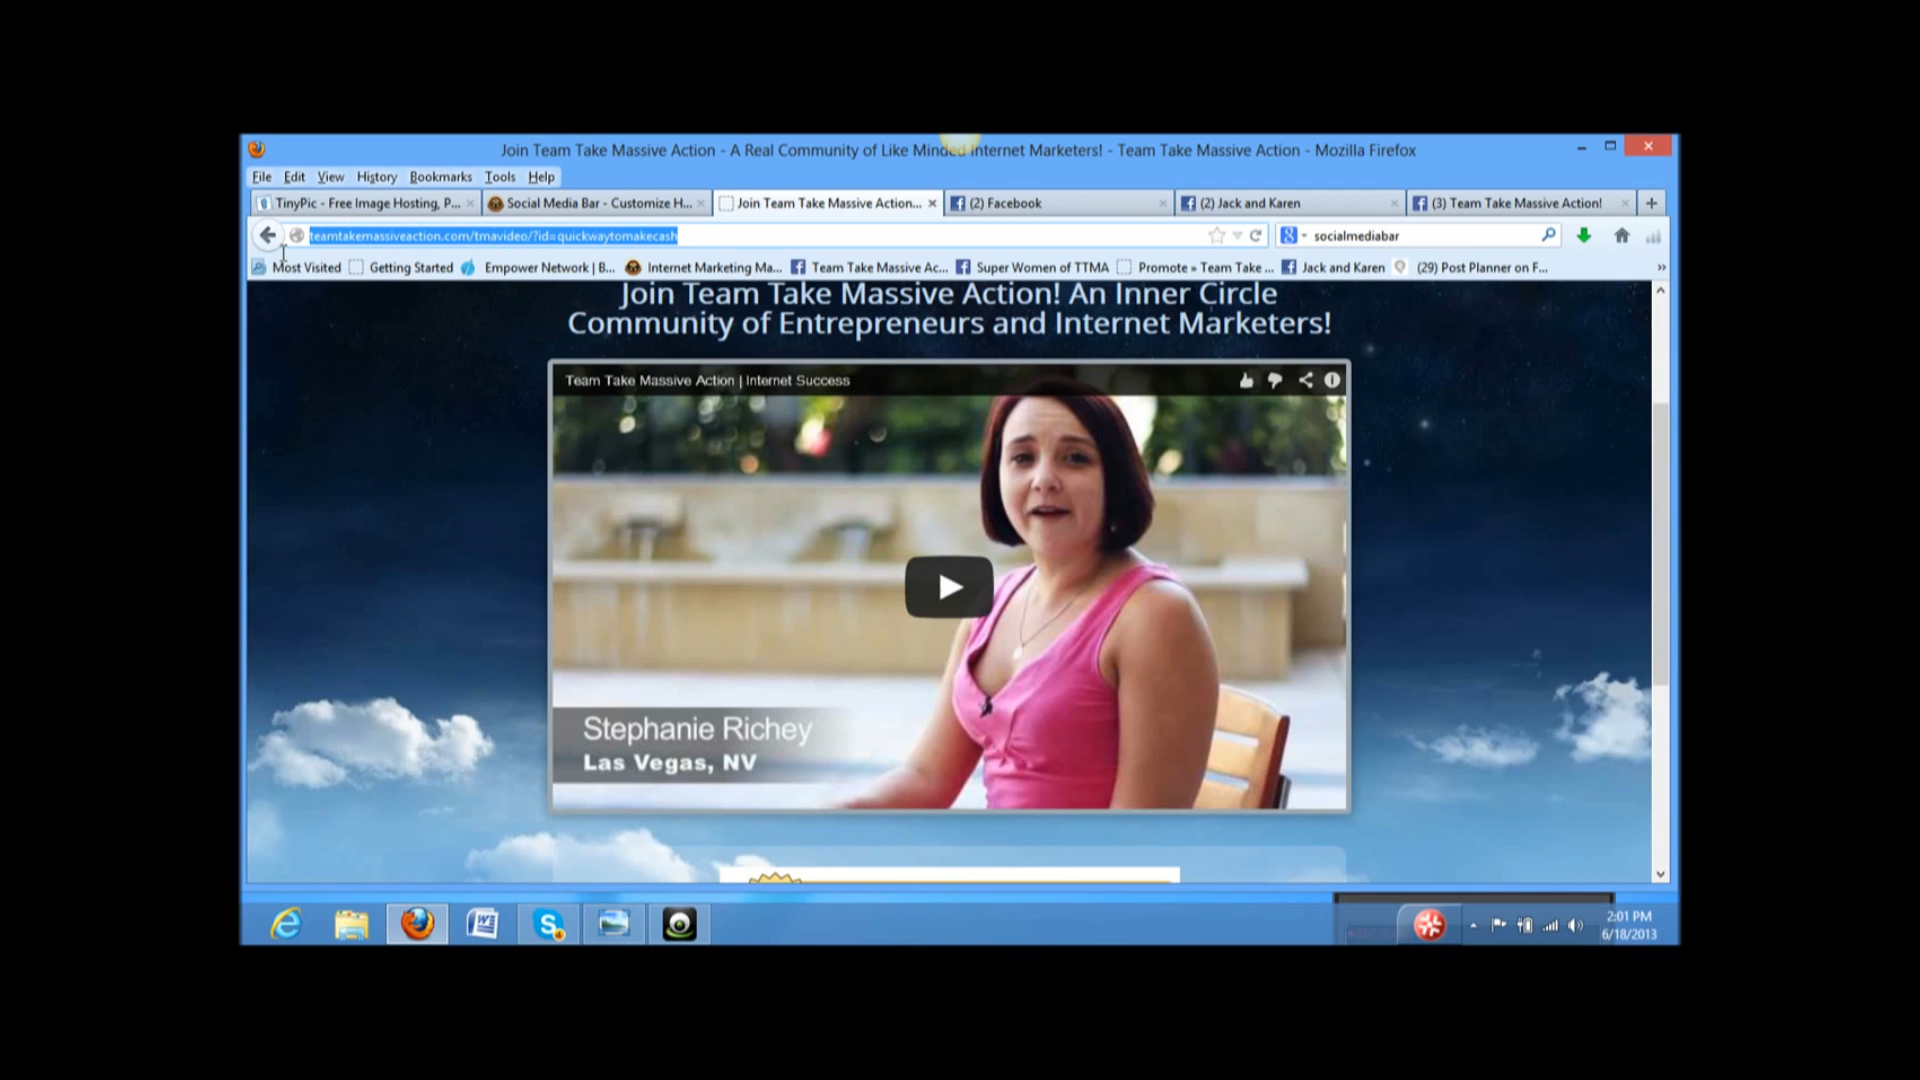 Join Team Take Massive Action - A Real Community of Like Minded Internet Marketers! - Team Take Massive Action - Mozilla Firefox
File Edit View History Bookmarks Tools Help
TinyPic - Free Image Hosting, P... Social Media Bar - Customize H... Join Team Take Massive Action... (2) Facebook (2) Jack and Karen (3) Team Take Massive Action!
teamtakemassiveaction.com/tmavideo/?id=quickwaytomakecash socialmediabar
Most Visited Getting Started Empower Network | B... Internet Marketing Ma... Team Take Massive Ac... Super Women of TTMA Promote » Team Take ... Jack and Karen (29) Post Planner on F... »
Join Team Take Massive Action! An Inner Circle
Community of Entrepreneurs and Internet Marketers!
Team Take Massive Action | Internet Success
Stephanie Richey
Las Vegas, NV
2:01 PM
6/18/2013